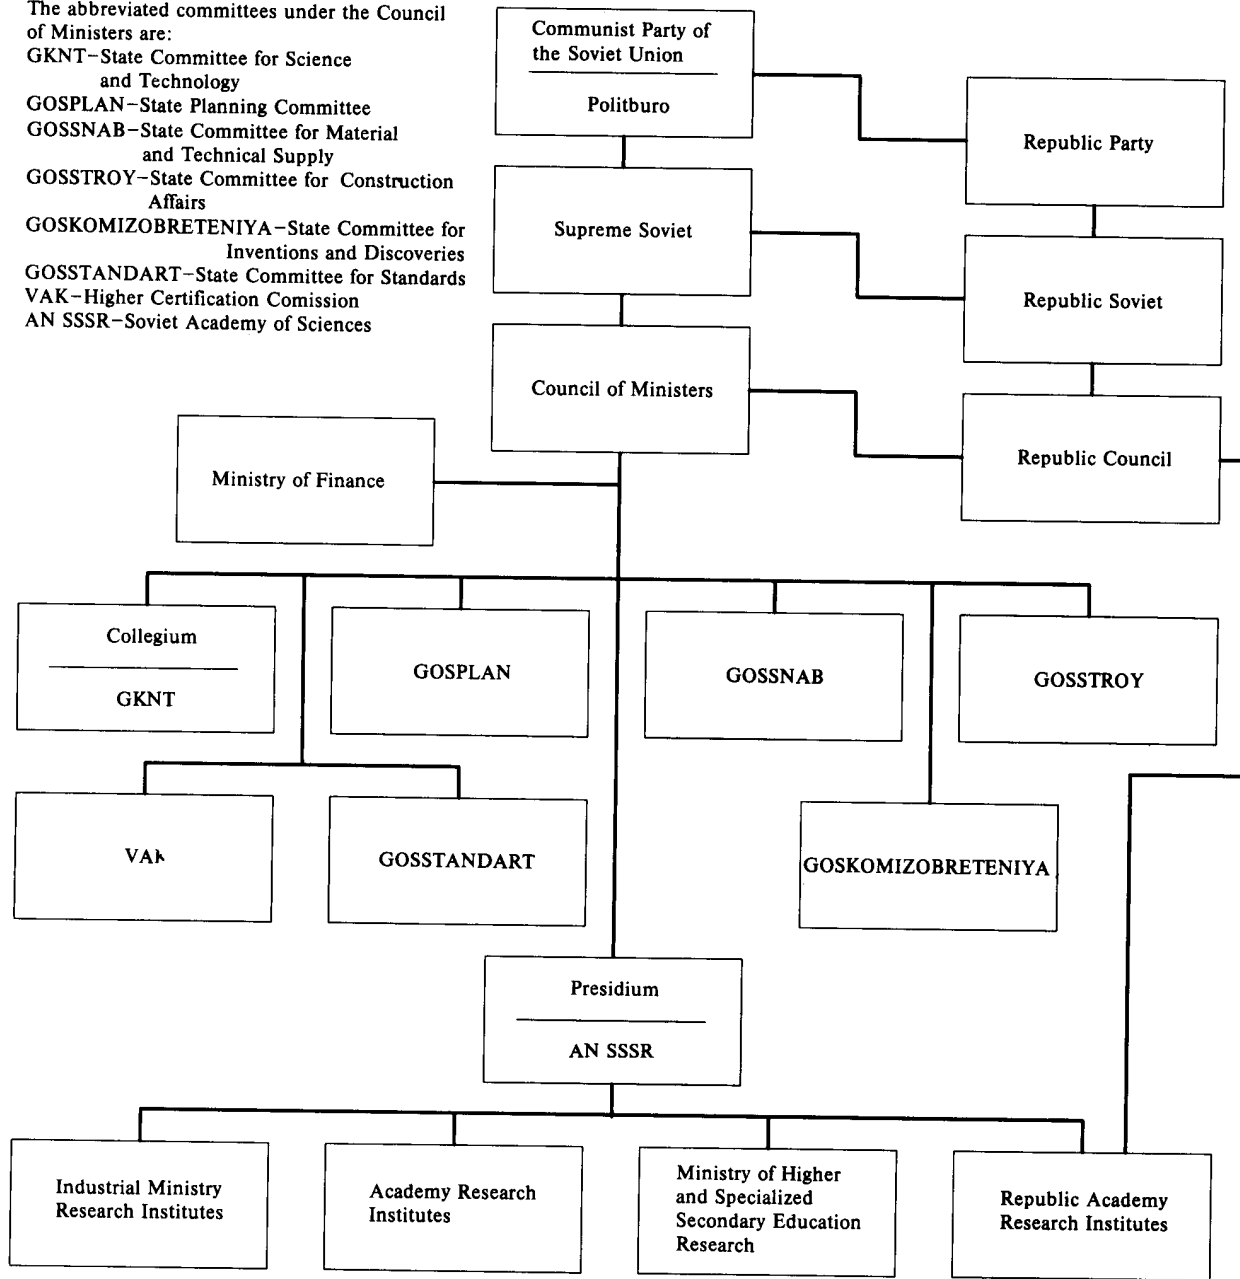 The abbreviated committees under the Council
of Ministers are:
GKNT–State Committee for Science
and Technology
GOSPLAN–State Planning Committee
GOSSNAB–State Committee for Material
and Technical Supply
GOSSTROY–State Committee for Construction
Affairs
GOSKOMIZOBRETENIYA–State Committee for
Inventions and Discoveries
GOSSTANDART–State Committee for Standards
VAK–Higher Certification Comission
AN SSSR–Soviet Academy of Sciences
Communist Party of
the Soviet Union
Politburo
Republic Party
Supreme Soviet
Republic Soviet
Council of Ministers
Republic Council
Ministry of Finance
Collegium
GKNT
GOSPLAN
GOSSNAB
GOSSTROY
VAK
GOSSTANDART
GOSKOMIZOBRETENIYA
Presidium
AN SSSR
Industrial Ministry
Research Institutes
Academy Research
Institutes
Ministry of Higher
and Specialized
Secondary Education
Research
Republic Academy
Research Institutes